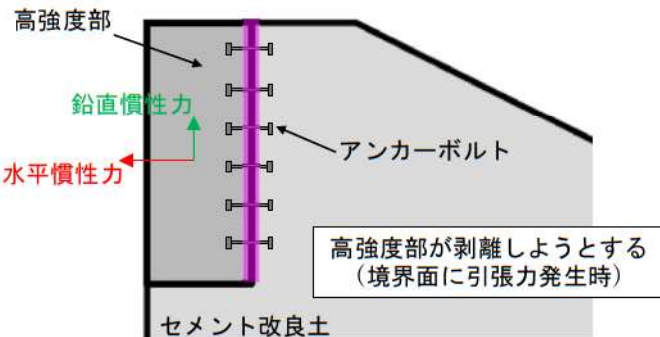 高強度部
鉛直慣性力
アンカーボルト
水平慣性力
高強度部が剥離しようとする
（境界面に引張力発生時）
セメント改良土